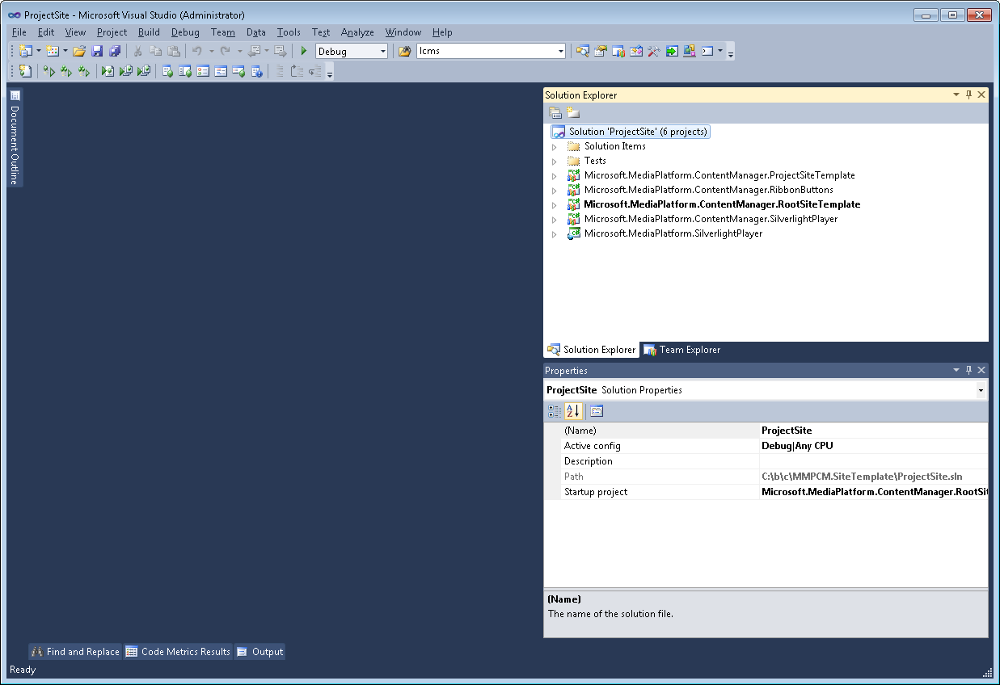 ProjectSite - Microsoft Visual Studio (Administrator)
File Edit View Project Build Debug Team Data Tools Test Analyze Window Help
Debug lcms
Document Outline
Solution Explorer
Solution 'ProjectSite' (6 projects)
Solution Items
Tests
Microsoft.MediaPlatform.ContentManager.ProjectSiteTemplate
Microsoft.MediaPlatform.ContentManager.RibbonButtons
Microsoft.MediaPlatform.ContentManager.RootSiteTemplate
Microsoft.MediaPlatform.ContentManager.SilverlightPlayer
Microsoft.MediaPlatform.SilverlightPlayer
Solution Explorer Team Explorer
Properties
ProjectSite Solution Properties
(Name) ProjectSite
Active config Debug|Any CPU
Description
Path C:\b\c\MMPCM.SiteTemplate\ProjectSite.sln
Startup project Microsoft.MediaPlatform.ContentManager.RootSit
(Name)
The name of the solution file.
Find and Replace Code Metrics Results Output
Ready